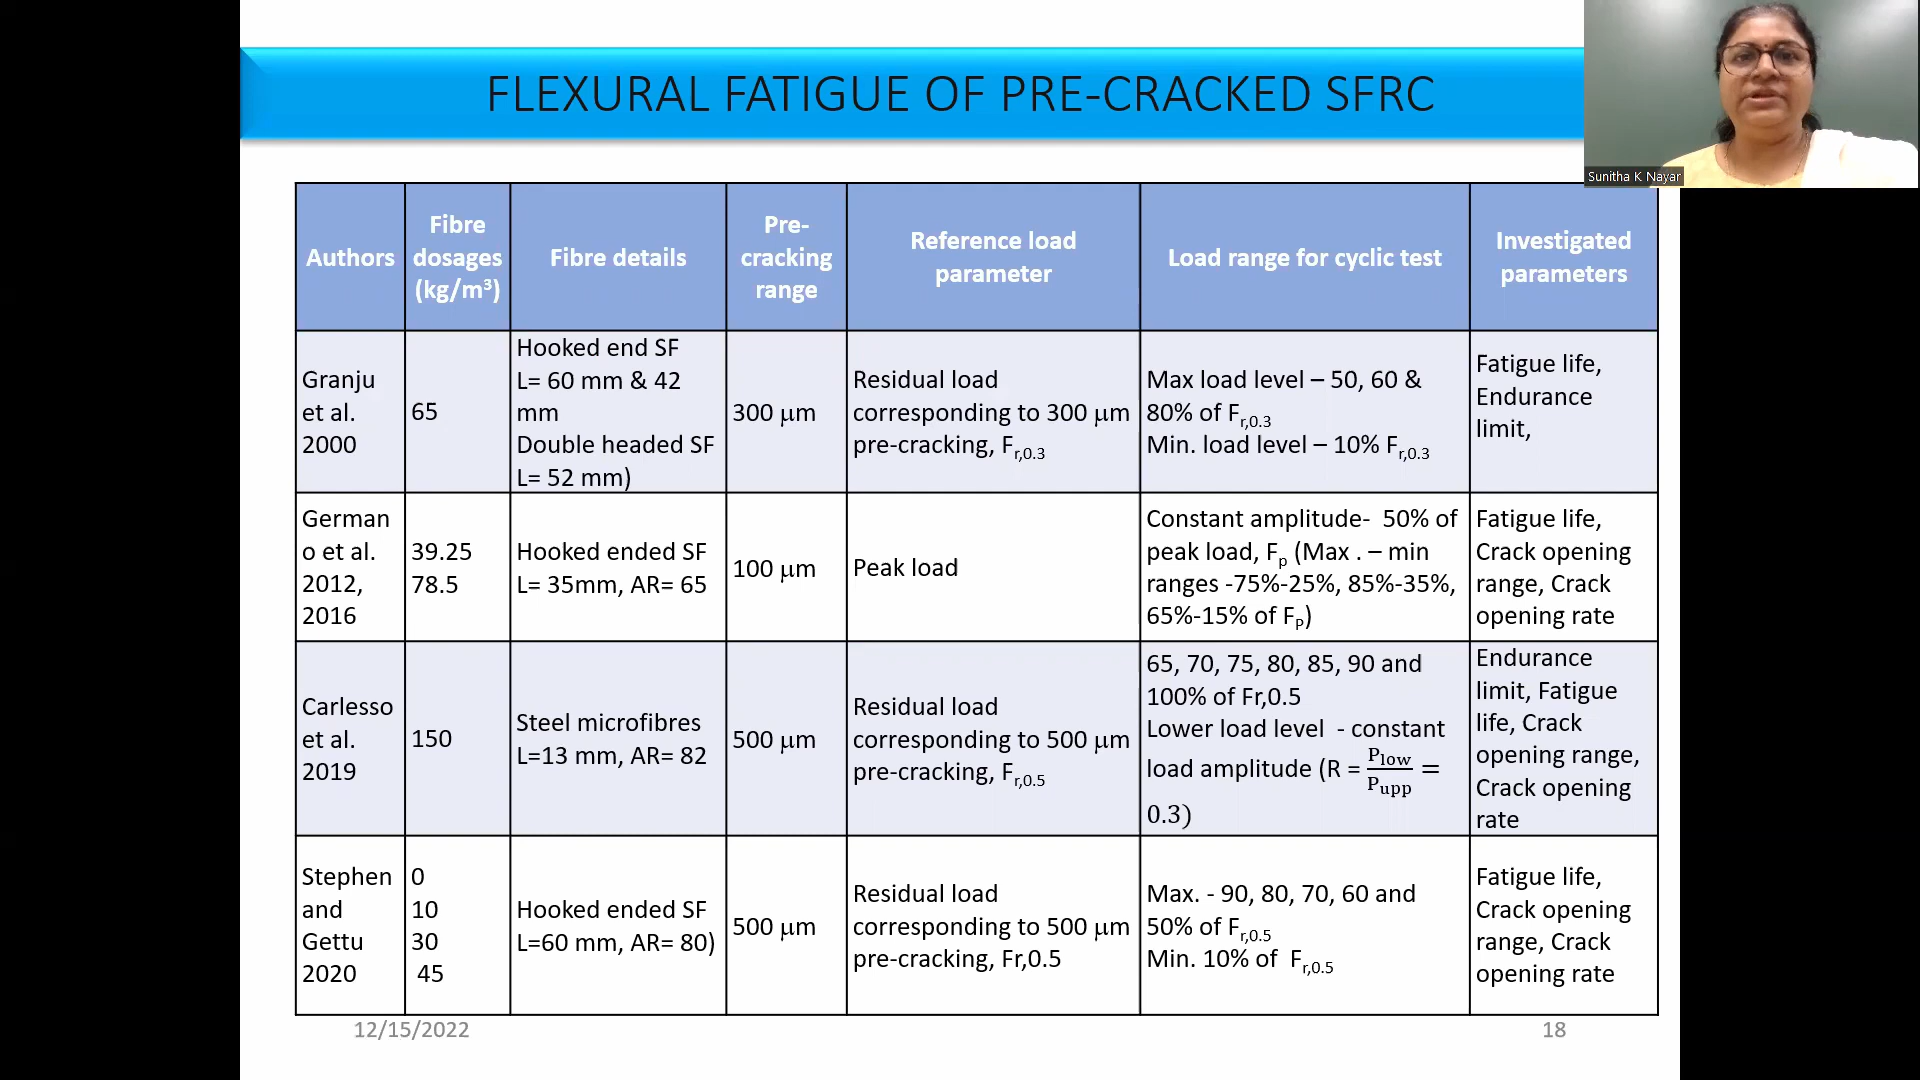 FLEXURAL FATIGUE OF PRE-CRACKED SFRC
Sunitha K Nayar
Authors
Fibre
dosages
(kg/m³)
Fibre details
Pre-
cracking
range
Reference load
parameter
Load range for cyclic test
Investigated
parameters
Granju
et al.
2000
65
Hooked end SF
L= 60 mm & 42
mm
Double headed SF
L= 52 mm)
300 μm
Residual load
corresponding to 300 μm
pre-cracking, Fr,0.3
Max load level – 50, 60 &
80% of Fr,0.3
Min. load level – 10% Fr,0.3
Fatigue life,
Endurance
limit,
German
o et al.
2012,
2016
39.25
78.5
Hooked ended SF
L= 35mm, AR= 65
100 μm
Peak load
Constant amplitude-  50% of
peak load, Fp (Max . – min
ranges -75%-25%, 85%-35%,
65%-15% of FP)
Fatigue life,
Crack opening
range, Crack
opening rate
Carlesso
et al.
2019
150
Steel microfibres
L=13 mm, AR= 82
500 μm
Residual load
corresponding to 500 μm
pre-cracking, Fr,0.5
65, 70, 75, 80, 85, 90 and
100% of Fr,0.5
Lower load level  - constant
load amplitude (R = Plow/Pupp =
0.3)
Endurance
limit, Fatigue
life, Crack
opening range,
Crack opening
rate
Stephen
and
Gettu
2020
0
10
30
45
Hooked ended SF
L=60 mm, AR= 80)
500 μm
Residual load
corresponding to 500 μm
pre-cracking, Fr,0.5
Max. - 90, 80, 70, 60 and
50% of Fr,0.5
Min. 10% of  Fr,0.5
Fatigue life,
Crack opening
range, Crack
opening rate
12/15/2022
18